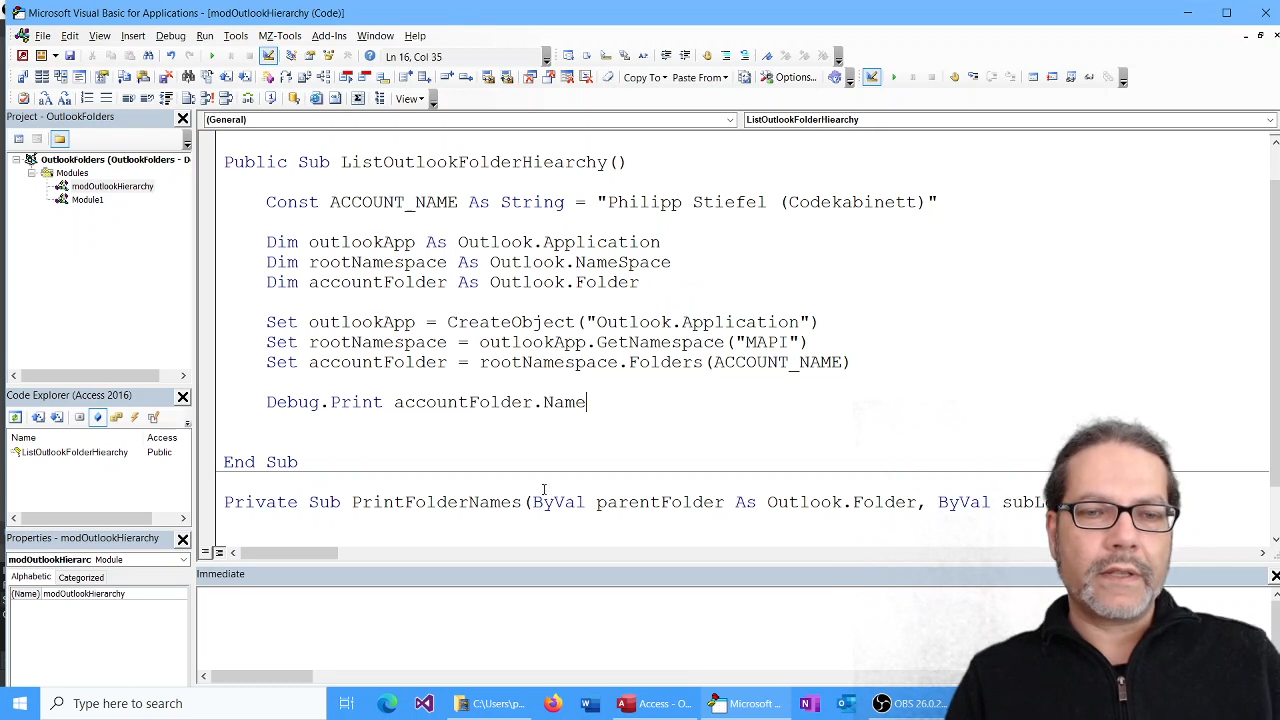 Microsoft Visual Basic for Applications - [modOutlookHierarchy (Code)]
File Edit View Insert Debug Run Tools MZ-Tools Add-Ins Window Help
Ln 16, Col 35
Copy To Paste From Options...
View
Project - OutlookFolders
(General) ListOutlookFolderHiearchy
OutlookFolders (OutlookFolders - D
Modules
modOutlookHierarchy
Module1
Public Sub ListOutlookFolderHiearchy()
Const ACCOUNT_NAME As String = "Philipp Stiefel (Codekabinett)"
Dim outlookApp As Outlook.Application
Dim rootNamespace As Outlook.NameSpace
Dim accountFolder As Outlook.Folder
Set outlookApp = CreateObject("Outlook.Application")
Set rootNamespace = outlookApp.GetNamespace("MAPI")
Set accountFolder = rootNamespace.Folders(ACCOUNT_NAME)
Debug.Print accountFolder.Name
End Sub
Private Sub PrintFolderNames(ByVal parentFolder As Outlook.Folder, ByVal subL
Code Explorer (Access 2016)
Name Access
ListOutlookFolderHiearchy Public
Properties - modOutlookHierarchy
modOutlookHierarc Module
Alphabetic Categorized
(Name) modOutlookHierarchy
Immediate
Type here to search
C:\Users\p...
Access - O...
Microsoft ...
OBS 26.0.2